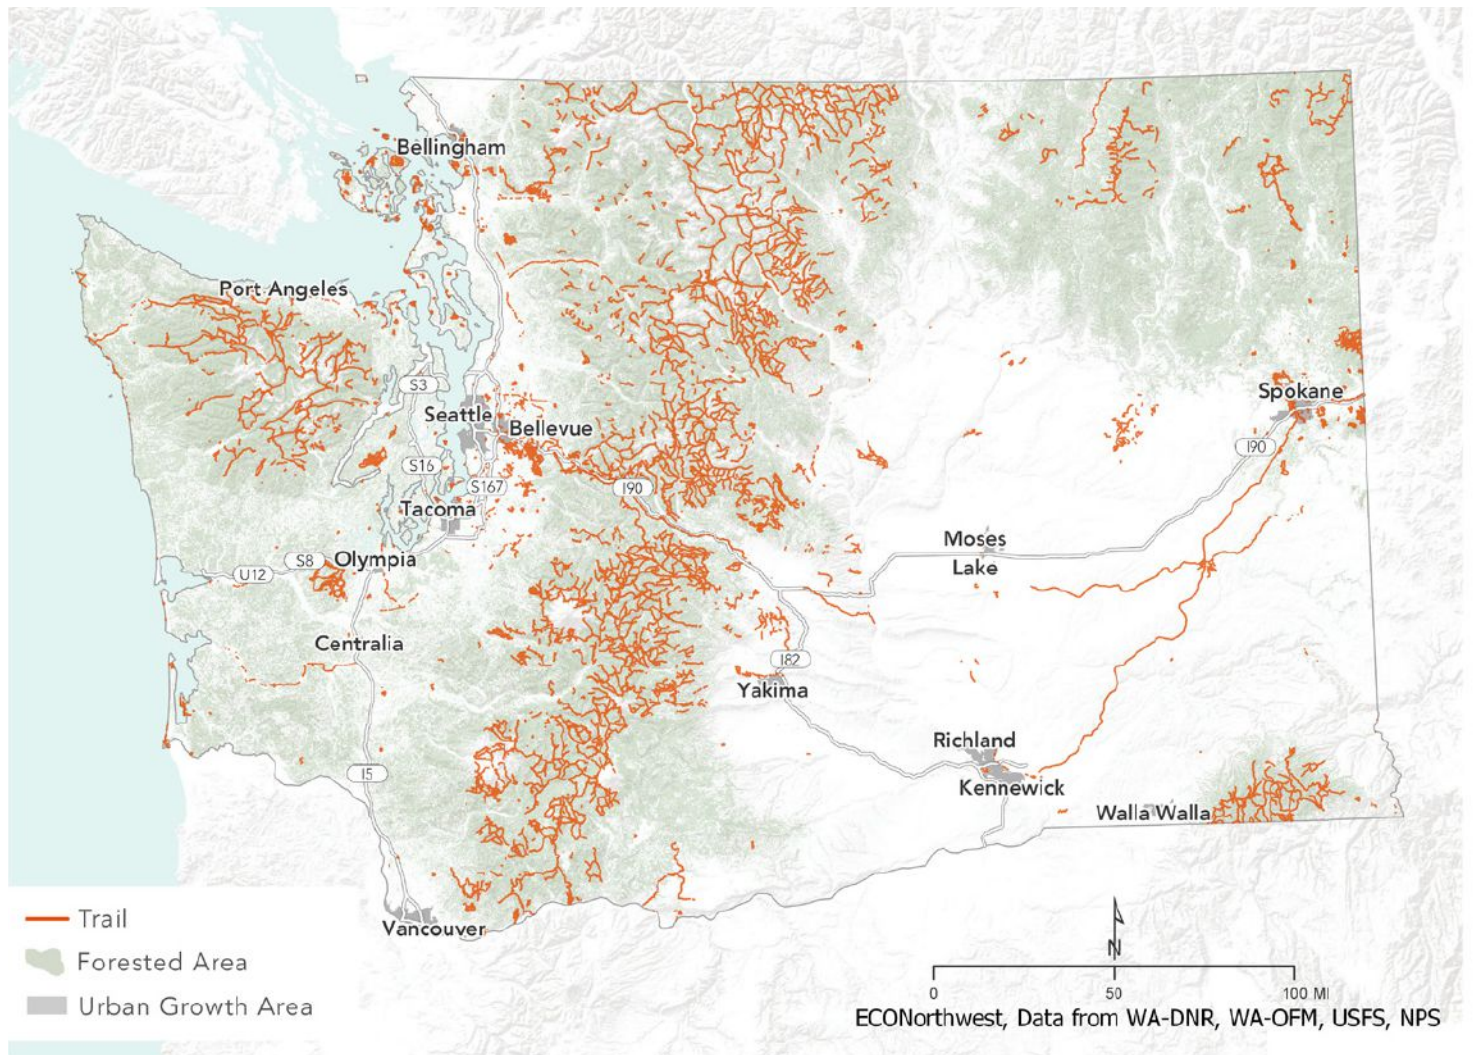 Bellingham
Port Angeles
S3
Seattle
Bellevue
Spokane
I90
S16
S167
I90
Tacoma
Moses
Lake
Olympia
S8
U12
Centralia
I82
Yakima
Richland
Kennewick
I5
Walla Walla
Vancouver
Trail
Forested Area
Urban Growth Area
N
0 50 100 MI
ECONorthwest, Data from WA-DNR, WA-OFM, USFS, NPS